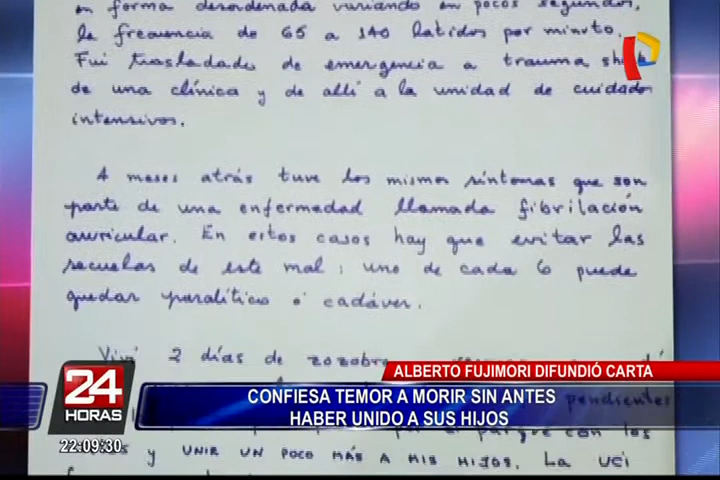 en forma desordenada variando en pocos segundos,
la frecuencia de 65 a 140 latidos por minuto.
Fui trasladado de emergencia a trauma shock
de una clínica y de allí a la unidad de cuidados
intensivos.
4 meses atrás tuve los mismos síntomas que son
parte de una enfermedad llamada fibrilación
auricular. En estos casos hay que evitar las
secuelas de este mal: uno de cada 6 puede
quedar paralítico o cadáver.
Viví 2 días de zozobra
ALBERTO FUJIMORI DIFUNDIÓ CARTA
24
HORAS
CONFIESA TEMOR A MORIR SIN ANTES
HABER UNIDO A SUS HIJOS
pendientes
con los
y UNIR UN POCO MÁS A MIS HIJOS. LA UCI
22:09:30